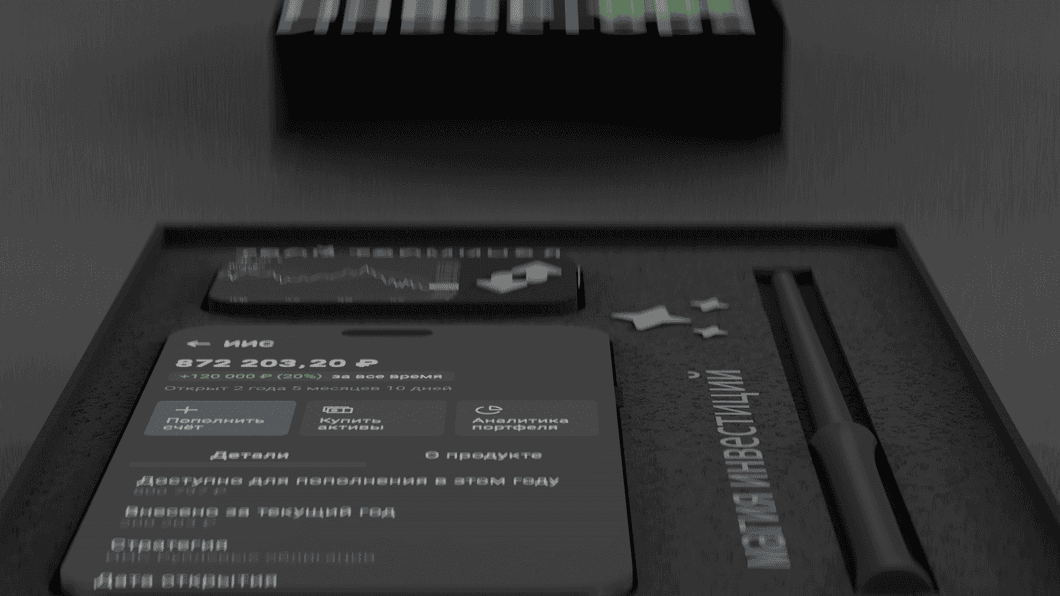 ← ИИС
872 203,20 ₽
+120 000 ₽ (20%) за все время
Открыт 2 года 5 месяцев 10 дней
Пополнить счёт
Купить активы
Аналитика портфеля
Детали
О продукте
Доступно для пополнения в этом году
Внесено за текущий год
Стратегия
Дата открытия
магия инвестиций